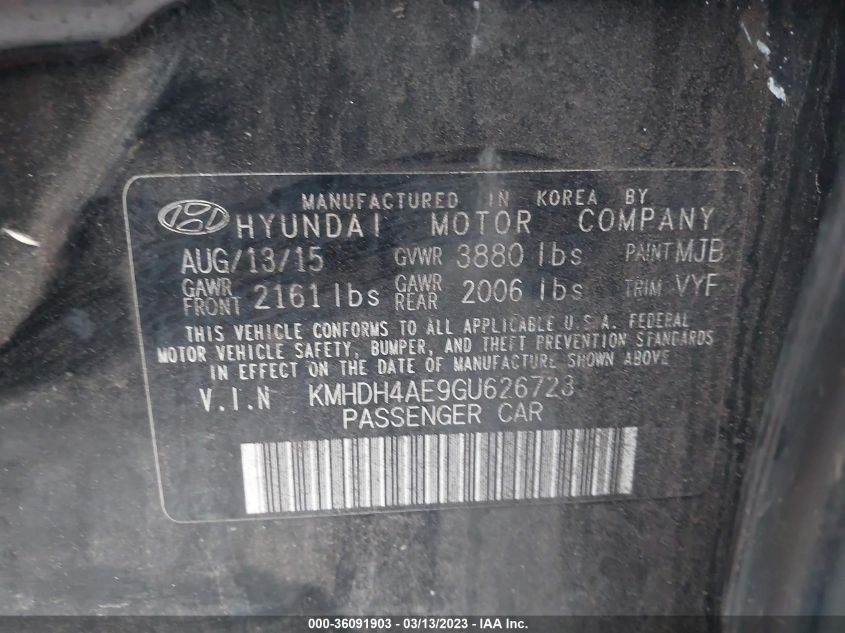 MANUFACTURED IN KOREA BY
HYUNDAI MOTOR COMPANY
AUG/13/15 GVWR 3880 lbs PAINT MJB
GAWR FRONT 2161 lbs GAWR REAR 2006 lbs TRIM VYF
THIS VEHICLE CONFORMS TO ALL APPLICABLE U.S.A. FEDERAL
MOTOR VEHICLE SAFETY, BUMPER, AND THEFT PREVENTION STANDARDS
IN EFFECT ON THE DATE OF MANUFACTURE SHOWN ABOVE
V.I.N KMHDH4AE9GU626723
PASSENGER CAR
000-36091903 - 03/13/2023 - IAA Inc.